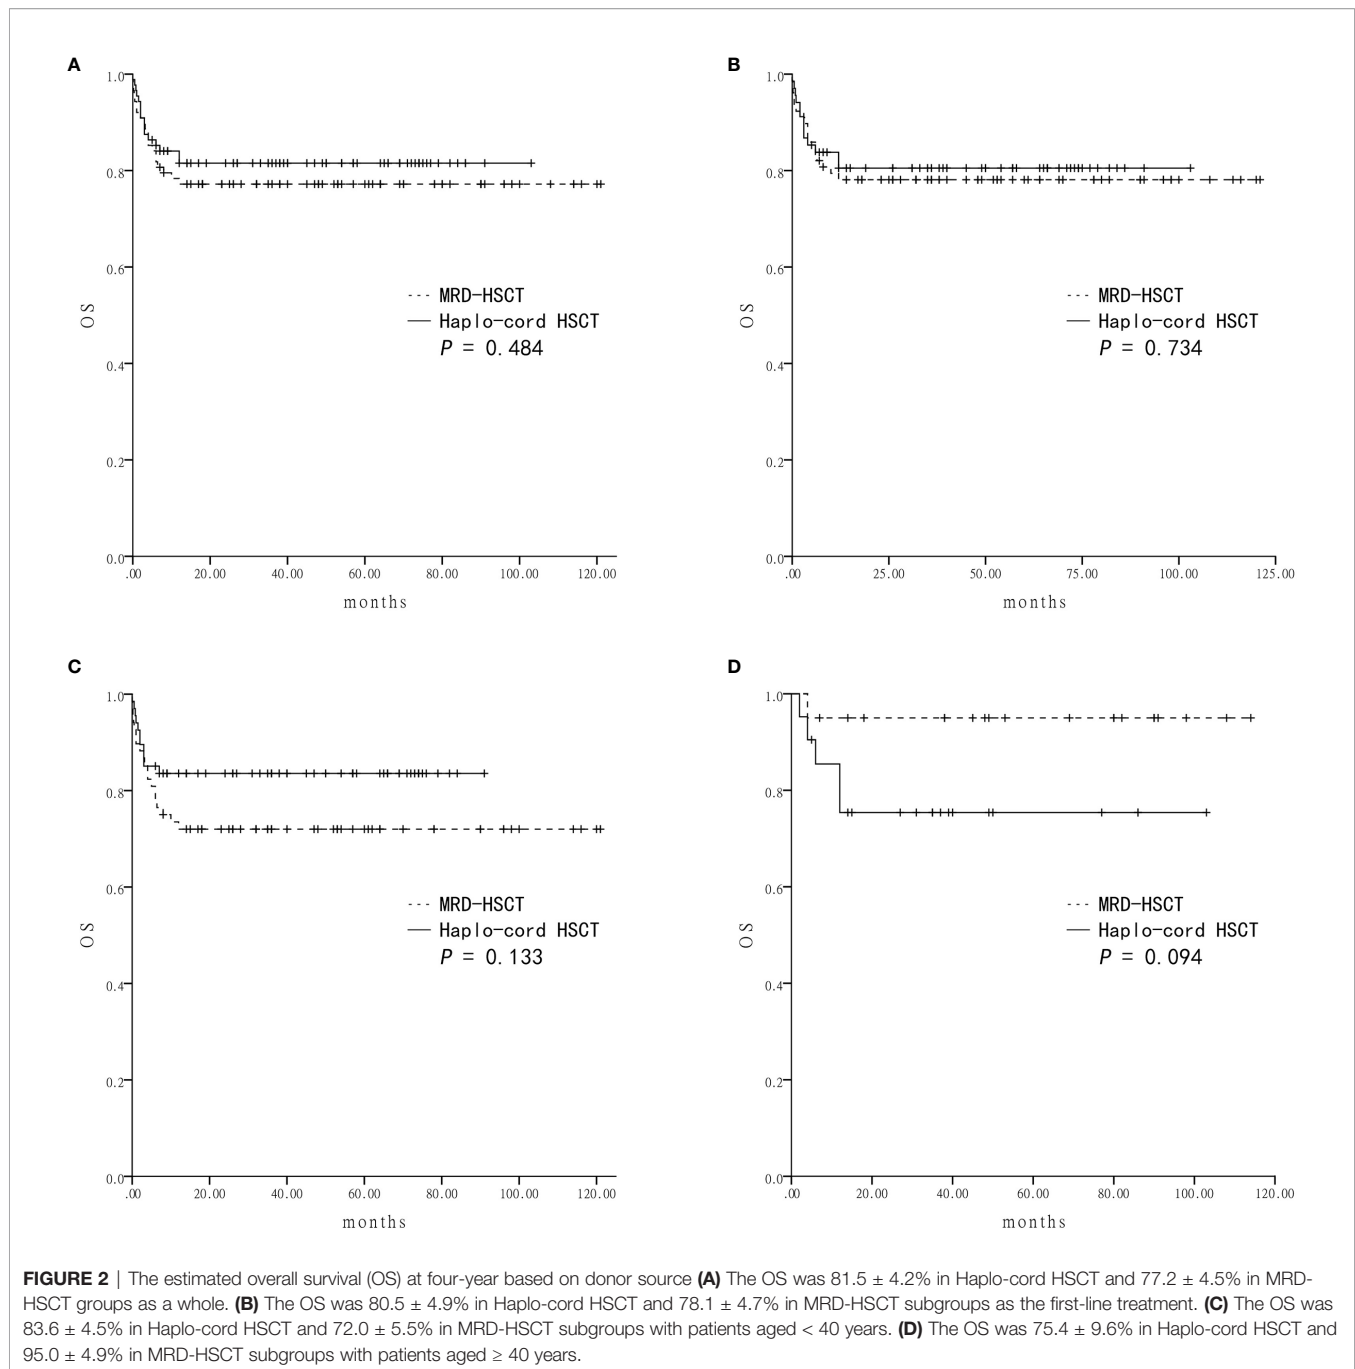 A
1.0
0.8
0.6
0.4
0.2
0.0
OS
MRD-HSCT
Haplo-cord HSCT
P = 0.484
.00 20.00 40.00 60.00 80.00 100.00 120.00
months
B
1.0
0.8
0.6
0.4
0.2
0.0
OS
MRD-HSCT
Haplo-cord HSCT
P = 0.734
.00 25.00 50.00 75.00 100.00 125.00
months
C
1.0
0.8
0.6
0.4
0.2
0.0
OS
MRD-HSCT
Haplo-cord HSCT
P = 0.133
.00 20.00 40.00 60.00 80.00 100.00 120.00
months
D
1.0
0.8
0.6
0.4
0.2
0.0
OS
MRD-HSCT
Haplo-cord HSCT
P = 0.094
.00 20.00 40.00 60.00 80.00 100.00 120.00
months
FIGURE 2 | The estimated overall survival (OS) at four-year based on donor source (A) The OS was 81.5 ± 4.2% in Haplo-cord HSCT and 77.2 ± 4.5% in MRD-
HSCT groups as a whole. (B) The OS was 80.5 ± 4.9% in Haplo-cord HSCT and 78.1 ± 4.7% in MRD-HSCT subgroups as the first-line treatment. (C) The OS was
83.6 ± 4.5% in Haplo-cord HSCT and 72.0 ± 5.5% in MRD-HSCT subgroups with patients aged < 40 years. (D) The OS was 75.4 ± 9.6% in Haplo-cord HSCT and
95.0 ± 4.9% in MRD-HSCT subgroups with patients aged ≥ 40 years.